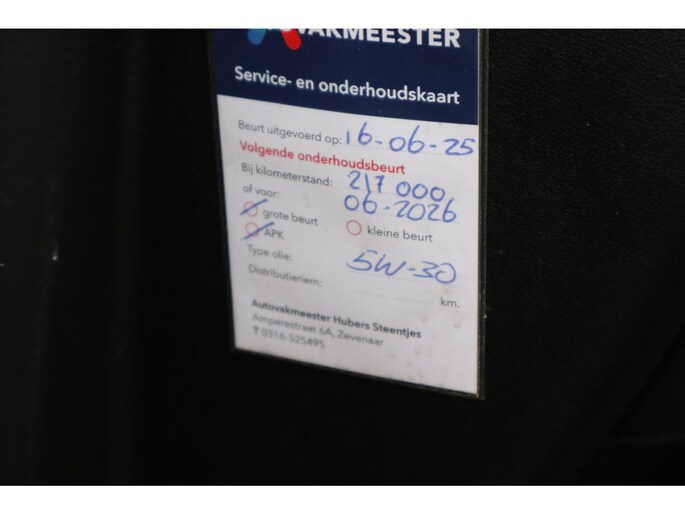 VAKMEESTER
Service- en onderhoudskaart
Beurt uitgevoerd op: 16-06-25
Volgende onderhoudsbeurt
Bij kilometerstand: 217 000
of voor: 06-2026
grote beurt kleine beurt
APK
Type olie: 5W-30
Distributieriem: km.
Autovakmeester Hubers Steentjes
Amperestraat 6A, Zevenaar
T 0316-525495